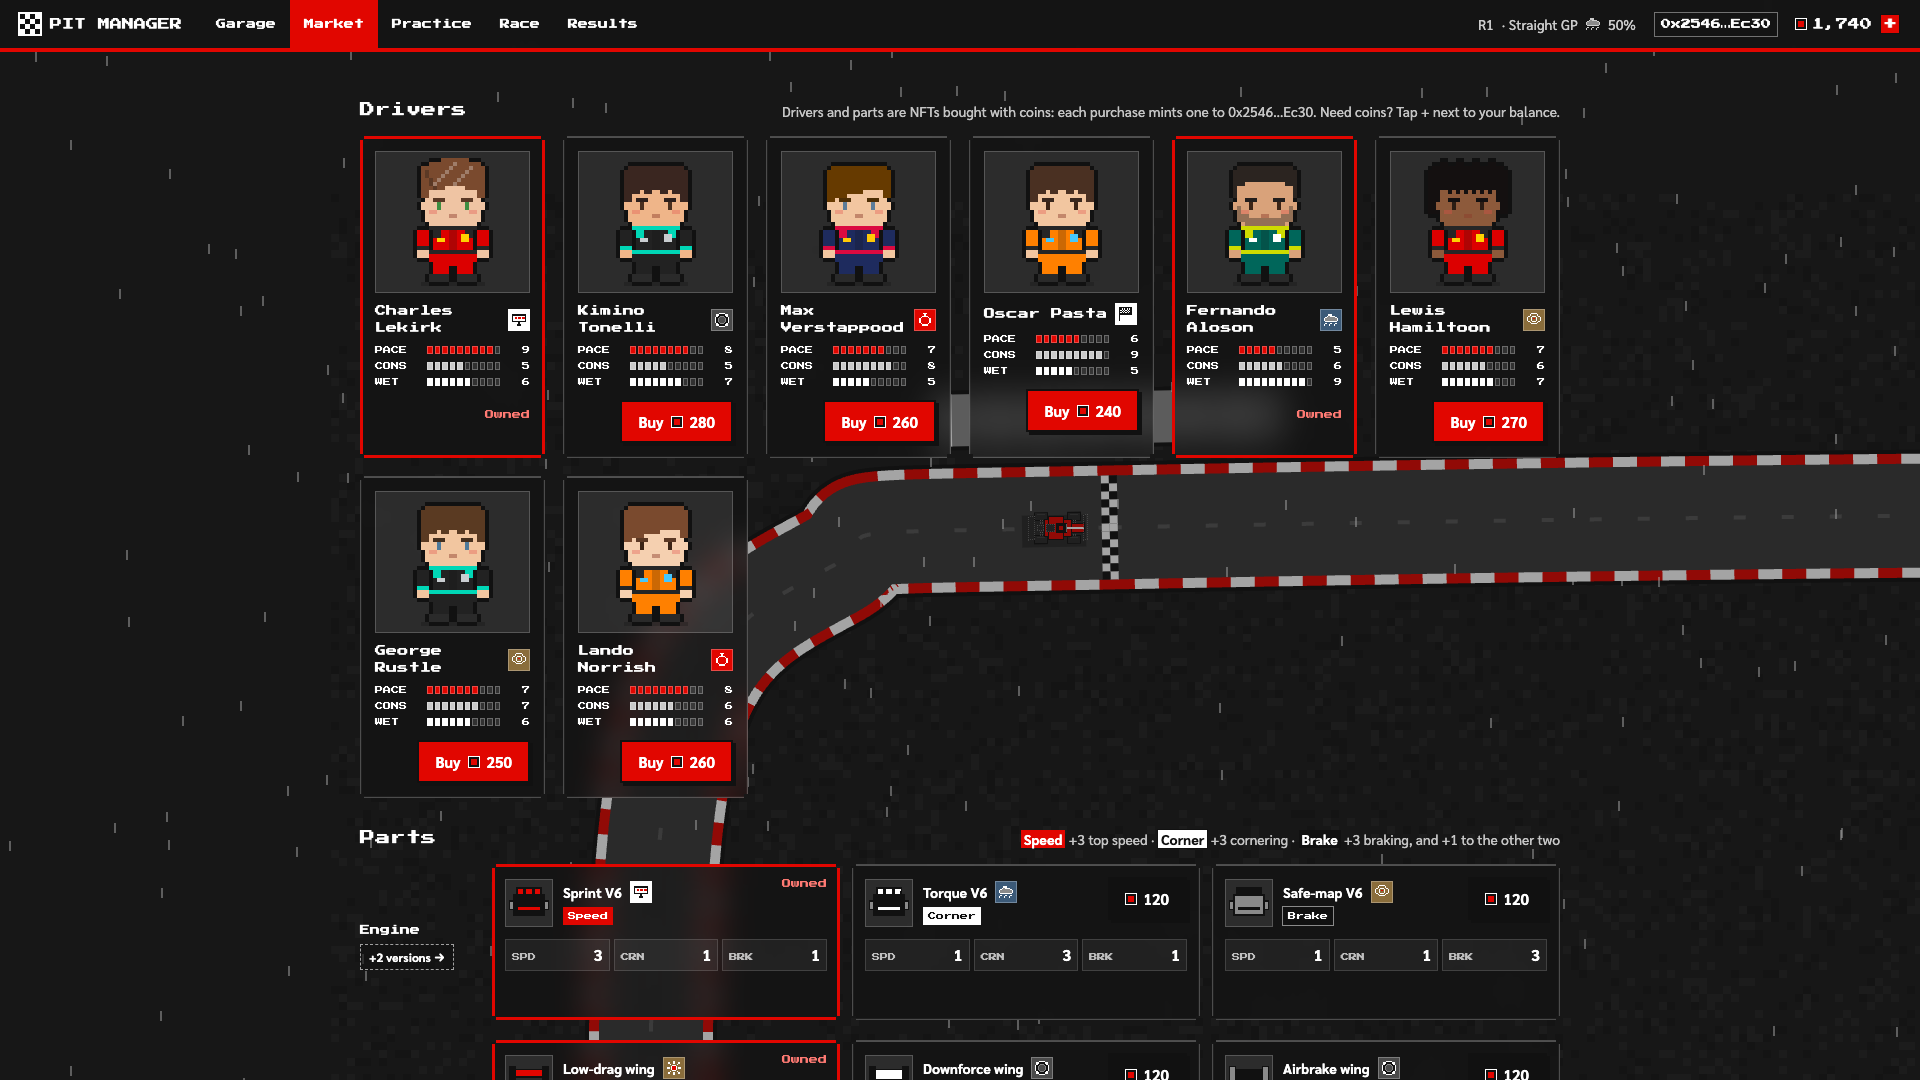 PIT MANAGER
Garage
Market
Practice
Race
Results
R1 · Straight GP 50%
0x2546…Ec30
1,740
+
Drivers
Drivers and parts are NFTs bought with coins: each purchase mints one to 0x2546…Ec30. Need coins? Tap + next to your balance.
Charles
Lekirk
PACE 9
CONS 5
WET 6
Owned
Kimino
Tonelli
PACE 8
CONS 5
WET 7
Buy 280
Max
Verstappood
PACE 7
CONS 8
WET 5
Buy 260
Oscar Pasta
PACE 6
CONS 9
WET 5
Buy 240
Fernando
Aloson
PACE 5
CONS 6
WET 9
Owned
Lewis
Hamiltoon
PACE 7
CONS 6
WET 7
Buy 270
George
Rustle
PACE 7
CONS 7
WET 6
Buy 250
Lando
Norrish
PACE 8
CONS 6
WET 6
Buy 260
Parts
Speed +3 top speed · Corner +3 cornering · Brake +3 braking, and +1 to the other two
Engine
+2 versions →
Sprint V6
Speed
Owned
SPD 3 CRN 1 BRK 1
Torque V6
Corner
120
SPD 1 CRN 3 BRK 1
Safe-map V6
Brake
120
SPD 1 CRN 1 BRK 3
Low-drag wing
Owned
Downforce wing
120
Airbrake wing
120